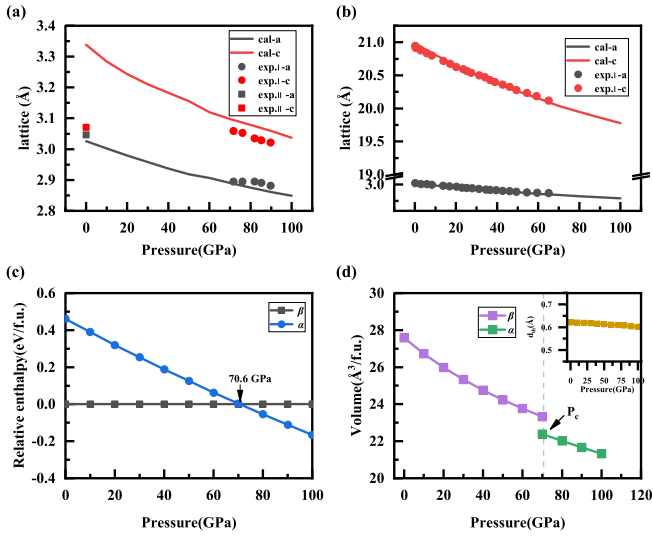 (a)
3.4
3.3
3.2
3.1
3.0
2.9
2.8
lattice (Å)
0 20 40 60 80 100
Pressure(GPa)
cal-a
cal-c
exp.I-a
exp.I-c
exp.II-a
exp.II-c
(b)
21.0
20.5
20.0
19.5
19.0
3.0
lattice (Å)
0 20 40 60 80 100
Pressure(GPa)
cal-a
cal-c
exp.I-a
exp.I-c
(c)
0.6
0.4
0.2
0.0
-0.2
-0.4
Relative enthalpy(eV/f.u.)
0 20 40 60 80 100
Pressure(GPa)
β
α
70.6 GPa
(d)
30
28
26
24
22
20
Volume(Å3/f.u.)
0 20 40 60 80 100 120
Pressure(GPa)
β
α
Pc
0.7
0.6
0.5
0 25 50 75 100
Pressure(GPa)